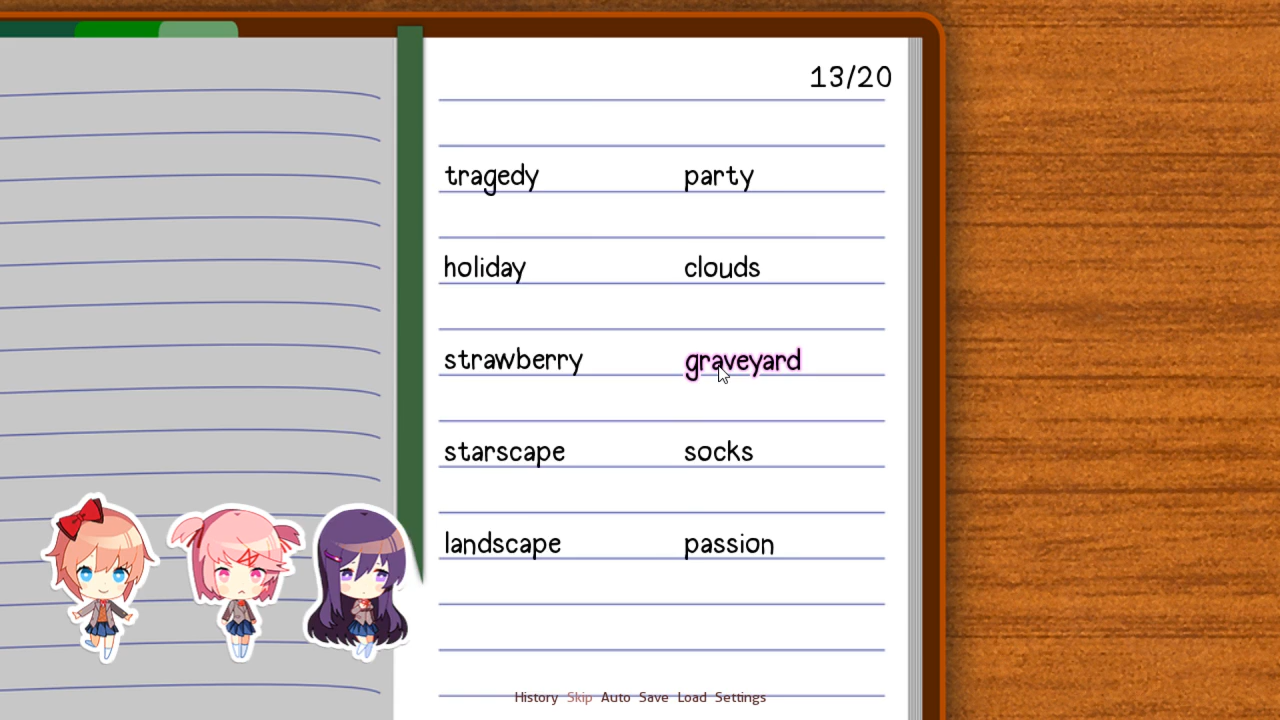 13/20
tragedy party
holiday clouds
strawberry graveyard
starscape socks
landscape passion
History Skip Auto Save Load Settings